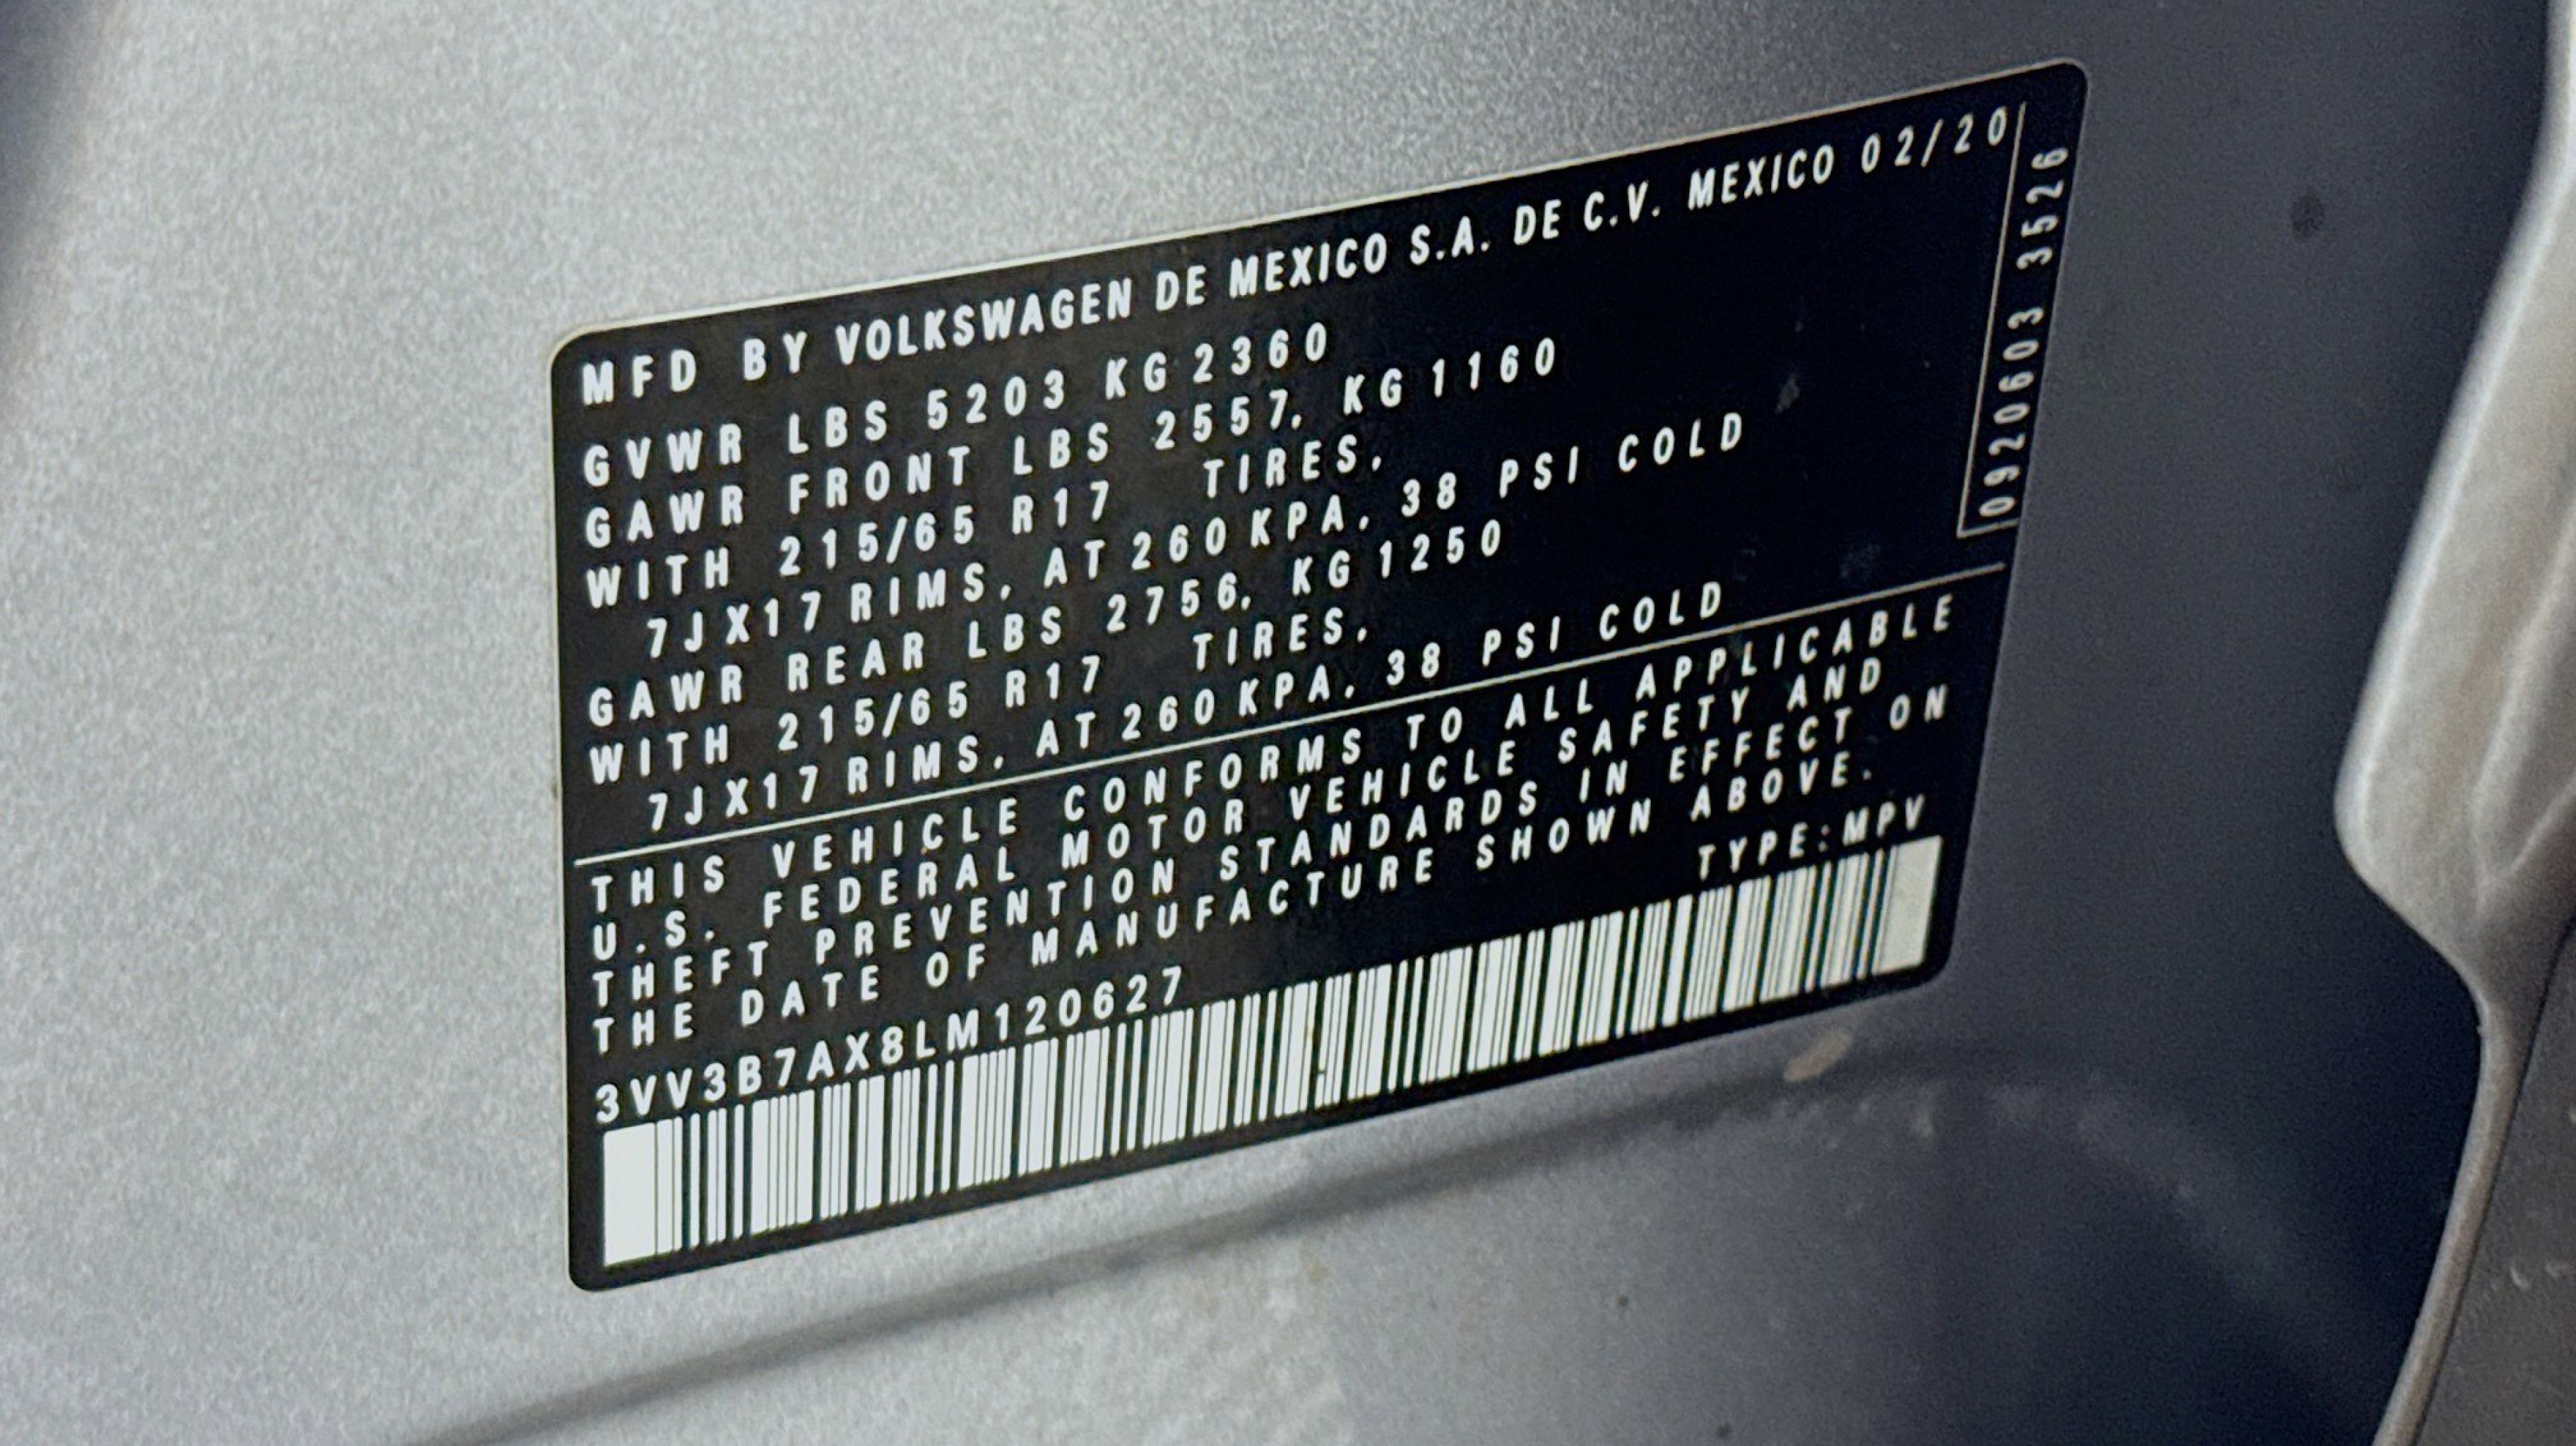 MFD BY VOLKSWAGEN DE MEXICO S.A. DE C.V. MEXICO 02/20
GVWR LBS 5203 KG 2360
GAWR FRONT LBS 2557, KG 1160
WITH 215/65 R17 TIRES,
7JX17 RIMS, AT 260 KPA, 38 PSI COLD
GAWR REAR LBS 2756, KG 1250
WITH 215/65 R17 TIRES,
7JX17 RIMS, AT 260 KPA, 38 PSI COLD
0920603 3526
THIS VEHICLE CONFORMS TO ALL APPLICABLE
U.S. FEDERAL MOTOR VEHICLE SAFETY AND
THEFT PREVENTION STANDARDS IN EFFECT ON
THE DATE OF MANUFACTURE SHOWN ABOVE.
TYPE: MPV
3VV3B7AX8LM120627